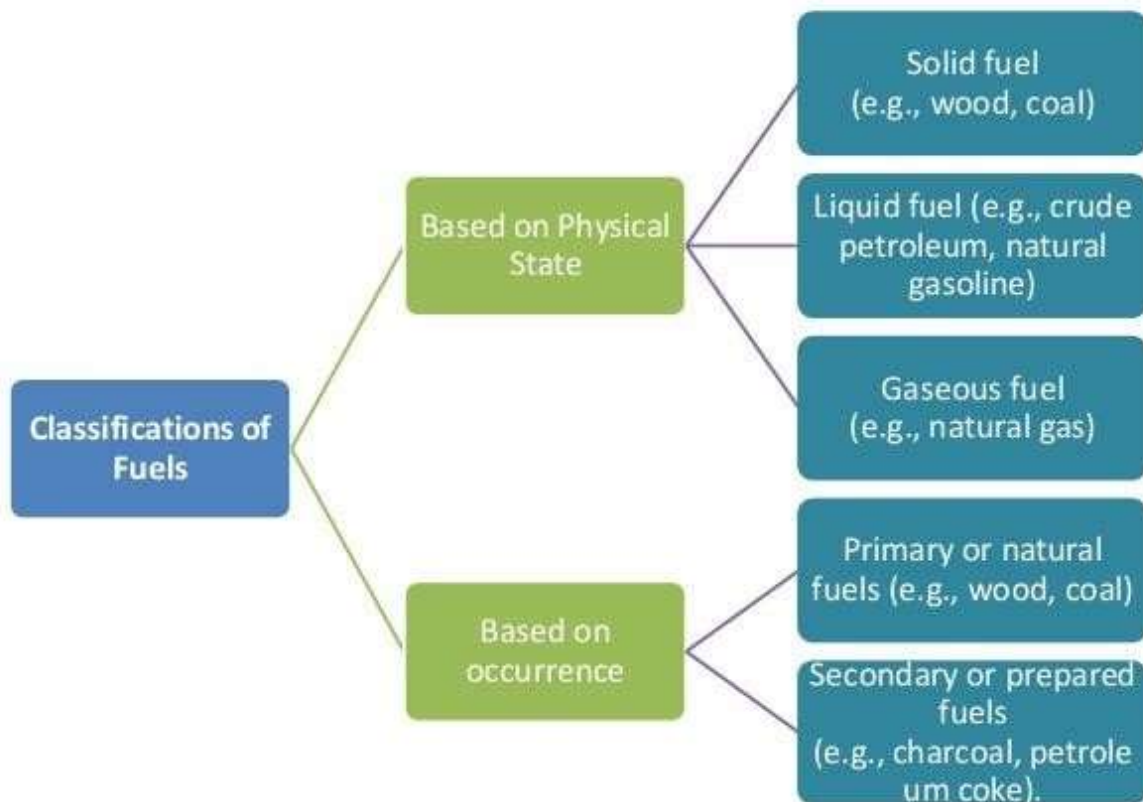 Classifications of
Fuels
Based on Physical
State
Solid fuel
(e.g., wood, coal)
Liquid fuel (e.g., crude
petroleum, natural
gasoline)
Gaseous fuel
(e.g., natural gas)
Based on
occurrence
Primary or natural
fuels (e.g., wood, coal)
Secondary or prepared
fuels
(e.g., charcoal, petrole
um coke).